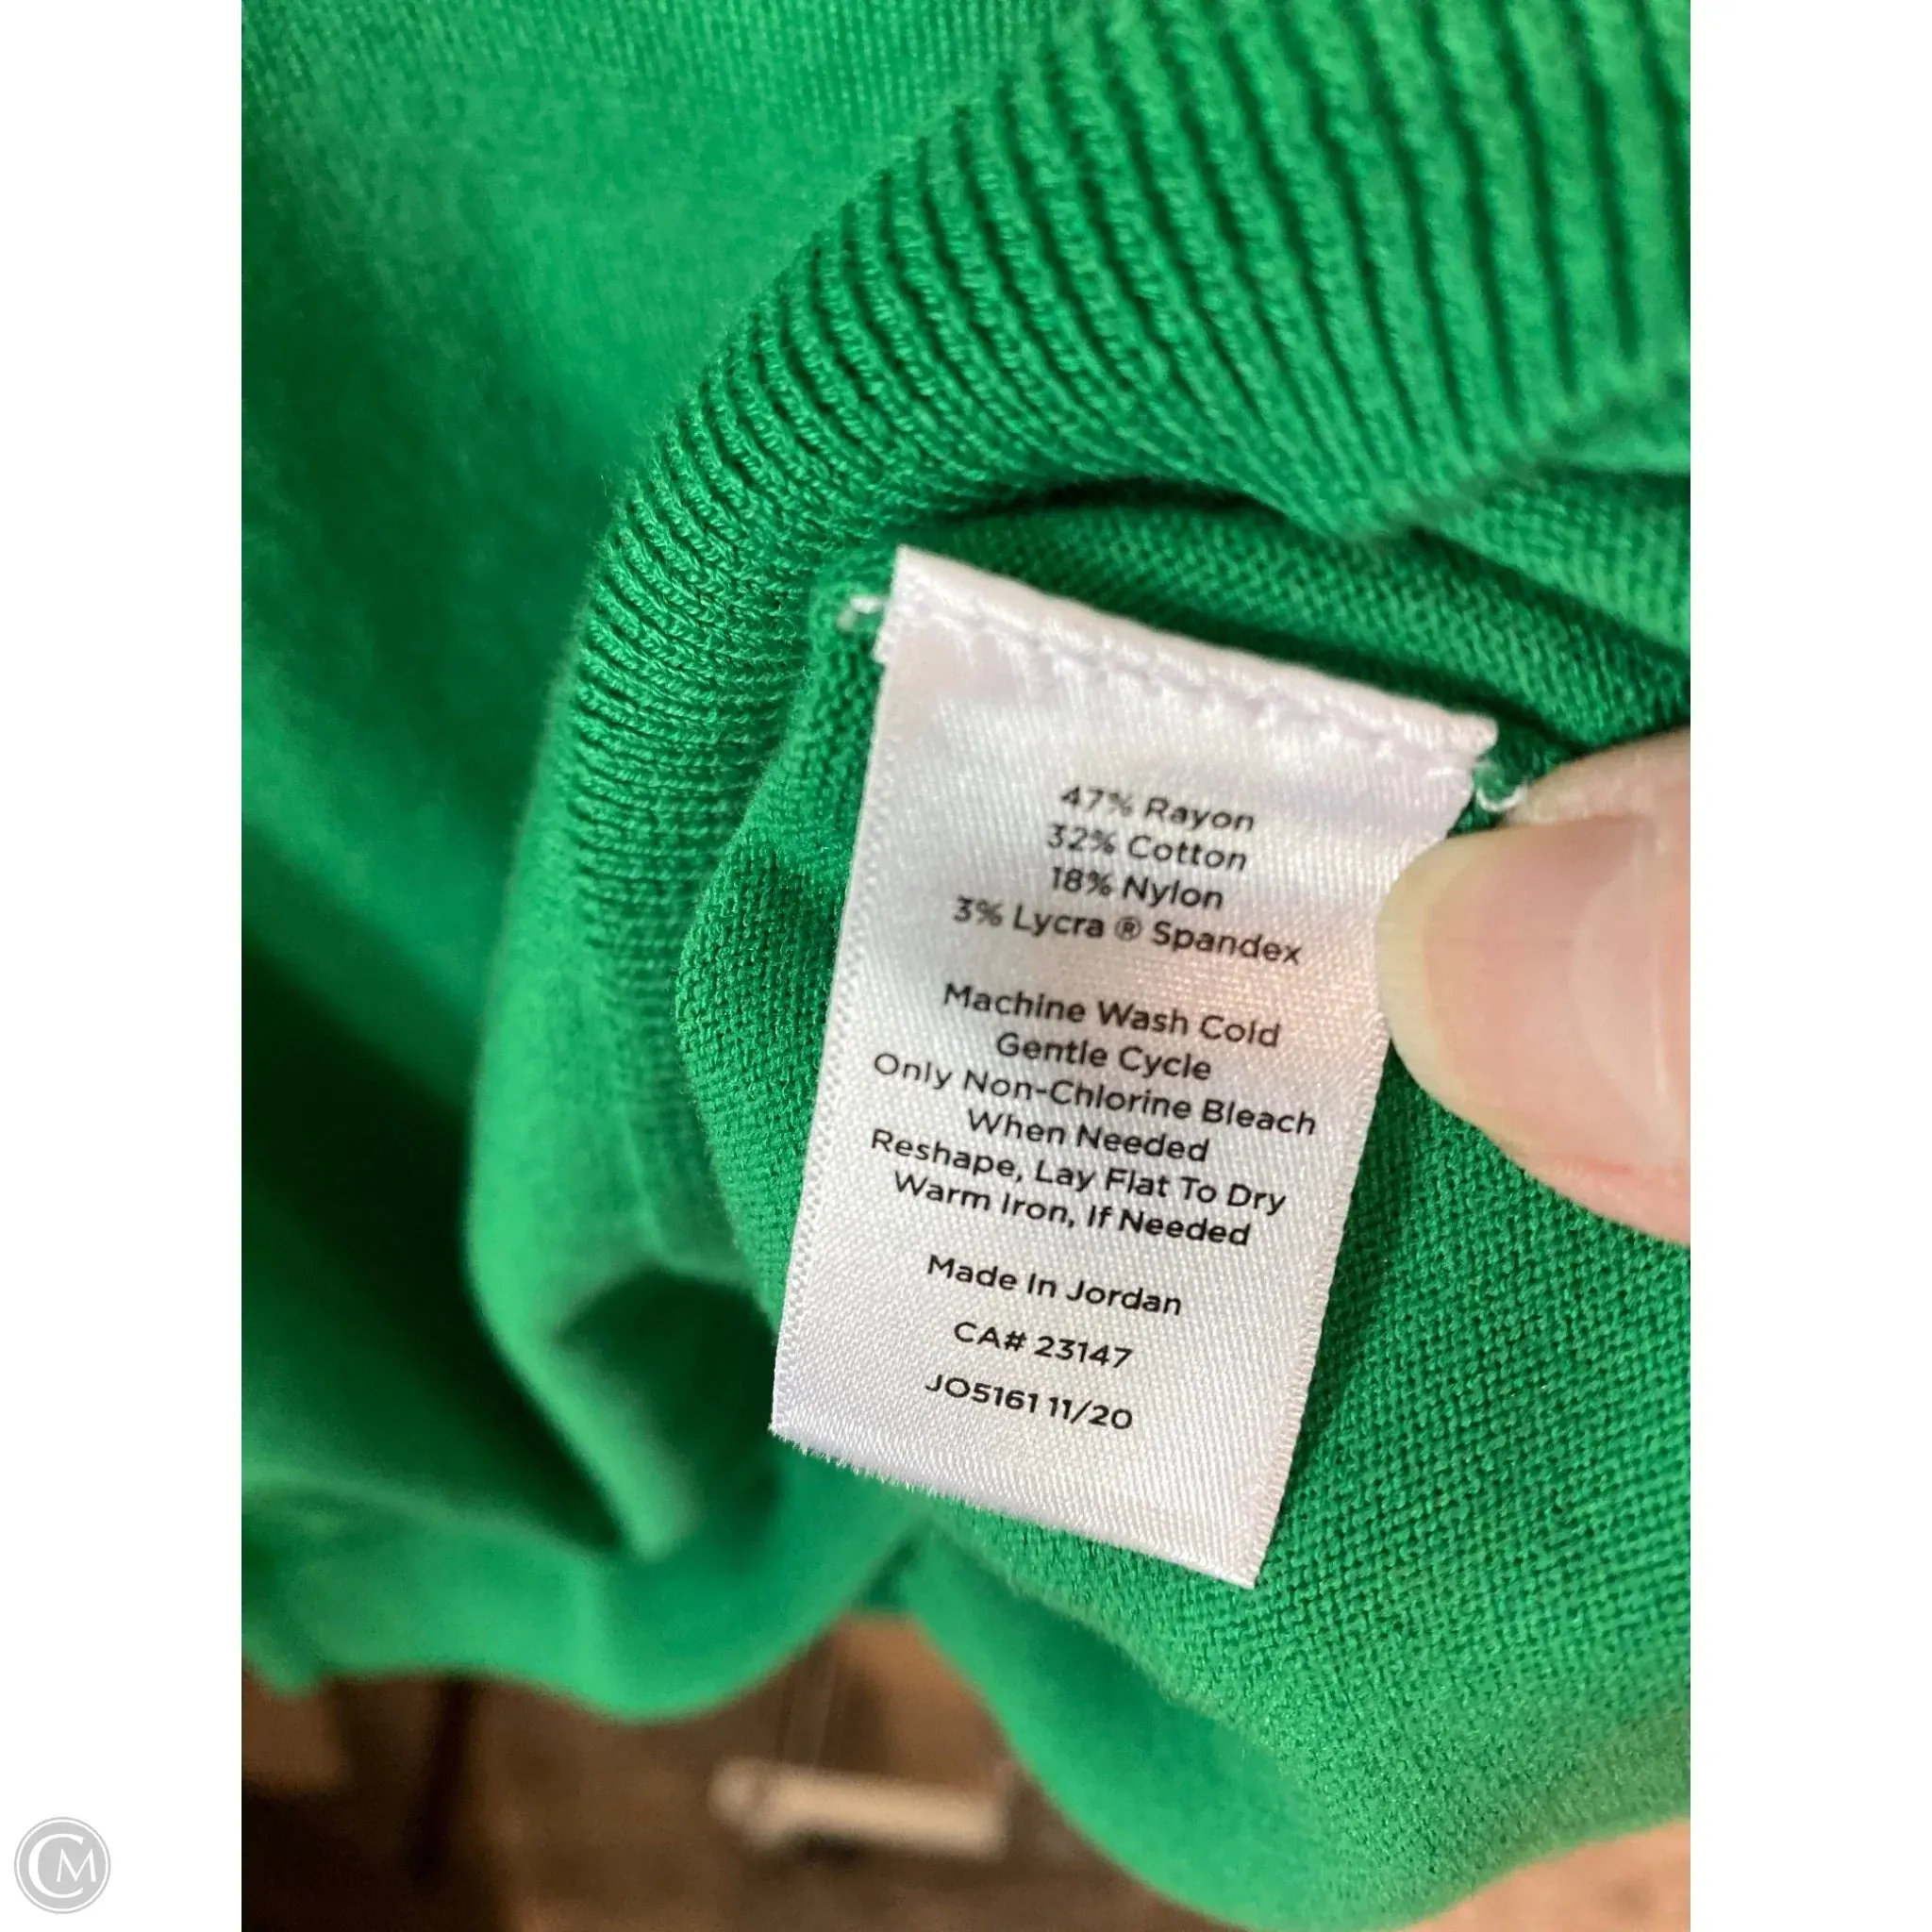 47% Rayon
32% Cotton
18% Nylon
3% Lycra ® Spandex
Machine Wash Cold
Gentle Cycle
Only Non-Chlorine Bleach
When Needed
Reshape, Lay Flat To Dry
Warm Iron, If Needed
Made In Jordan
CA# 23147
JO5161 11/20
CM